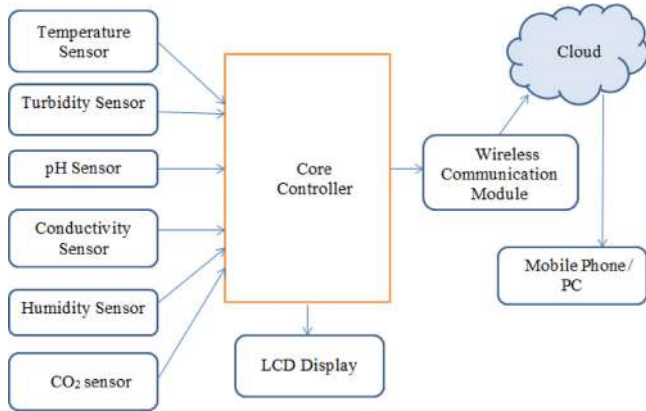 Temperature
Sensor
Turbidity Sensor
pH Sensor
Conductivity
Sensor
Humidity Sensor
CO₂ sensor
Core
Controller
LCD Display
Wireless
Communication
Module
Cloud
Mobile Phone /
PC